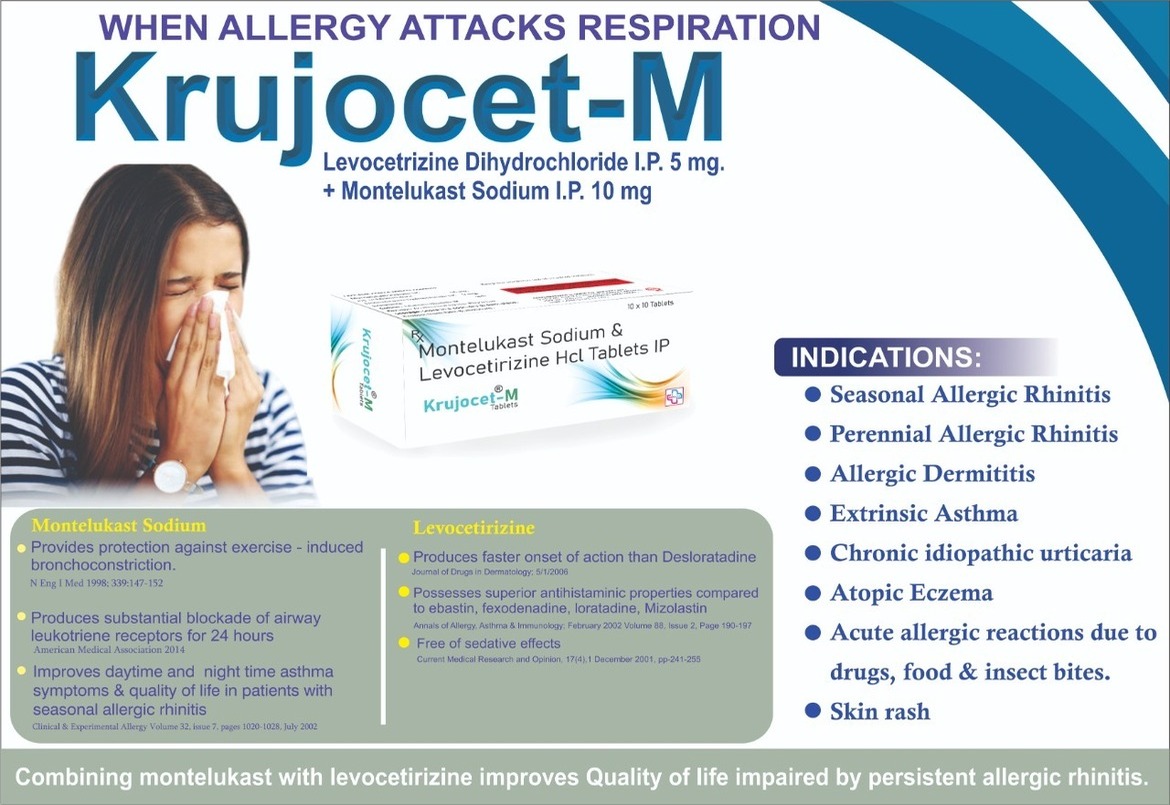 WHEN ALLERGY ATTACKS RESPIRATION
Krujocet-M
Levocetrizine Dihydrochloride I.P. 5 mg.
+ Montelukast Sodium I.P. 10 mg
10 x 10 Tablets
Rx
Montelukast Sodium &
Levocetirizine Hcl Tablets IP
Krujocet-M®
Tablets
Krujocet-M®
Tablets
INDICATIONS:
Seasonal Allergic Rhinitis
Perennial Allergic Rhinitis
Allergic Dermititis
Extrinsic Asthma
Chronic idiopathic urticaria
Atopic Eczema
Acute allergic reactions due to
drugs, food & insect bites.
Skin rash
Montelukast Sodium
Provides protection against exercise - induced
bronchoconstriction.
N Eng l Med 1998; 339:147-152
Produces substantial blockade of airway
leukotriene receptors for 24 hours
American Medical Association 2014
Improves daytime and night time asthma
symptoms & quality of life in patients with
seasonal allergic rhinitis
Clinical & Experimental Allergy Volume 32, issue 7, pages 1020-1028, July 2002
Levocetirizine
Produces faster onset of action than Desloratadine
Journal of Drugs in Dermatology; 5/1/2006
Possesses superior antihistaminic properties compared
to ebastin, fexodenadine, loratadine, Mizolastin
Annals of Allergy, Asthma & Immunology; February 2002 Volume 88, Issue 2, Page 190-197
Free of sedative effects
Current Medical Research and Opinion, 17(4),1 December 2001, pp-241-255
Combining montelukast with levocetirizine improves Quality of life impaired by persistent allergic rhinitis.